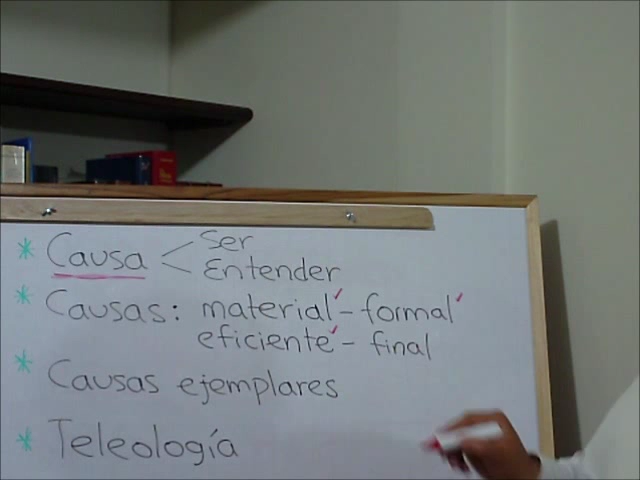 * Causa < Ser
Entender
* Causas: material - formal
eficiente - final
* Causas ejemplares
* Teleología